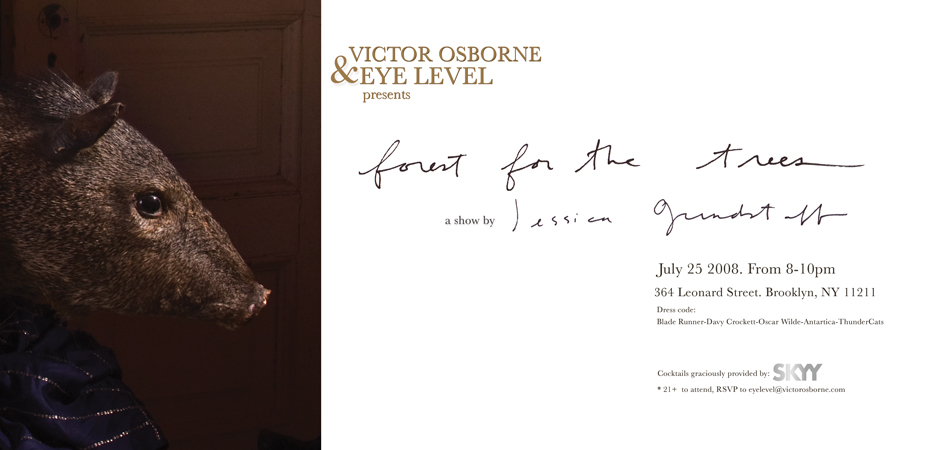 VICTOR OSBORNE
& EYE LEVEL
presents
forest for the trees
a show by Jessica Grindstaff
July 25 2008. From 8-10pm
364 Leonard Street. Brooklyn, NY 11211
Dress code:
Blade Runner-Davy Crockett-Oscar Wilde-Antartica-ThunderCats
Cocktails graciously provided by: SKYY
* 21+ to attend, RSVP to eyelevel@victorosborne.com